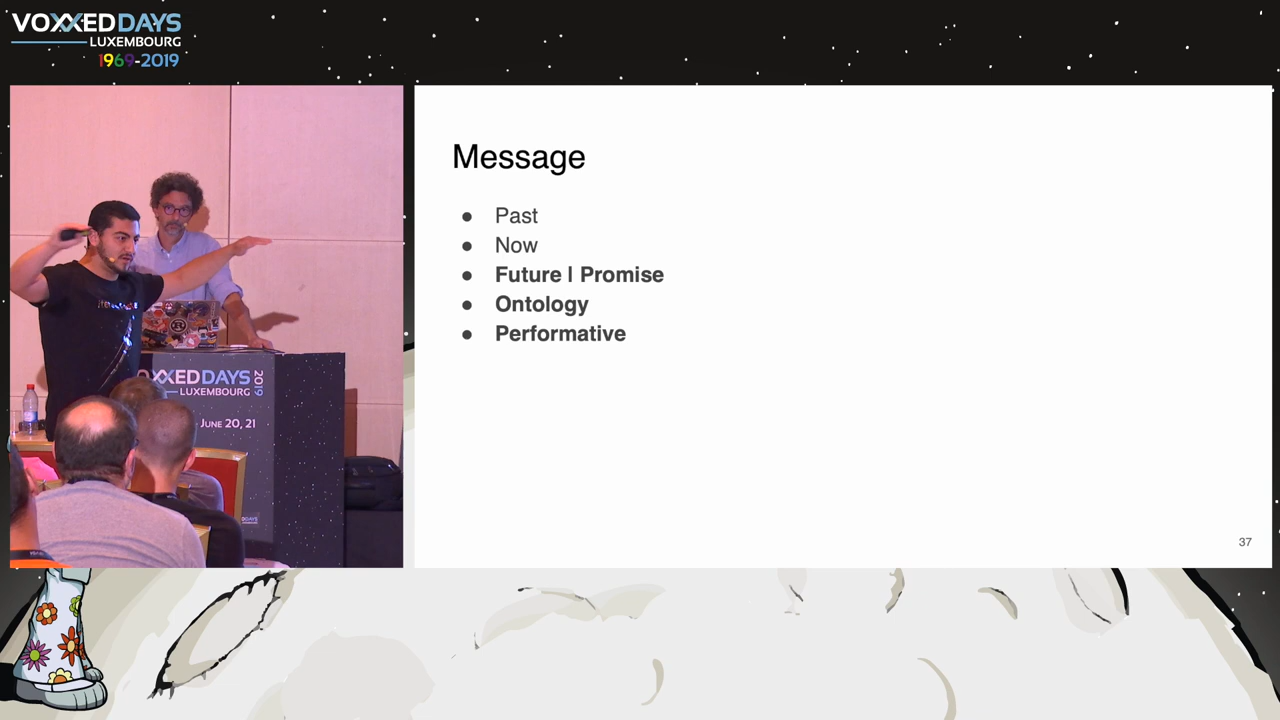 VOXXED DAYS
LUXEMBOURG
1969-2019
Message
● Past
● Now
● Future | Promise
● Ontology
● Performative
37
VOXXED DAYS 2019
LUXEMBOURG
JUNE 20, 21